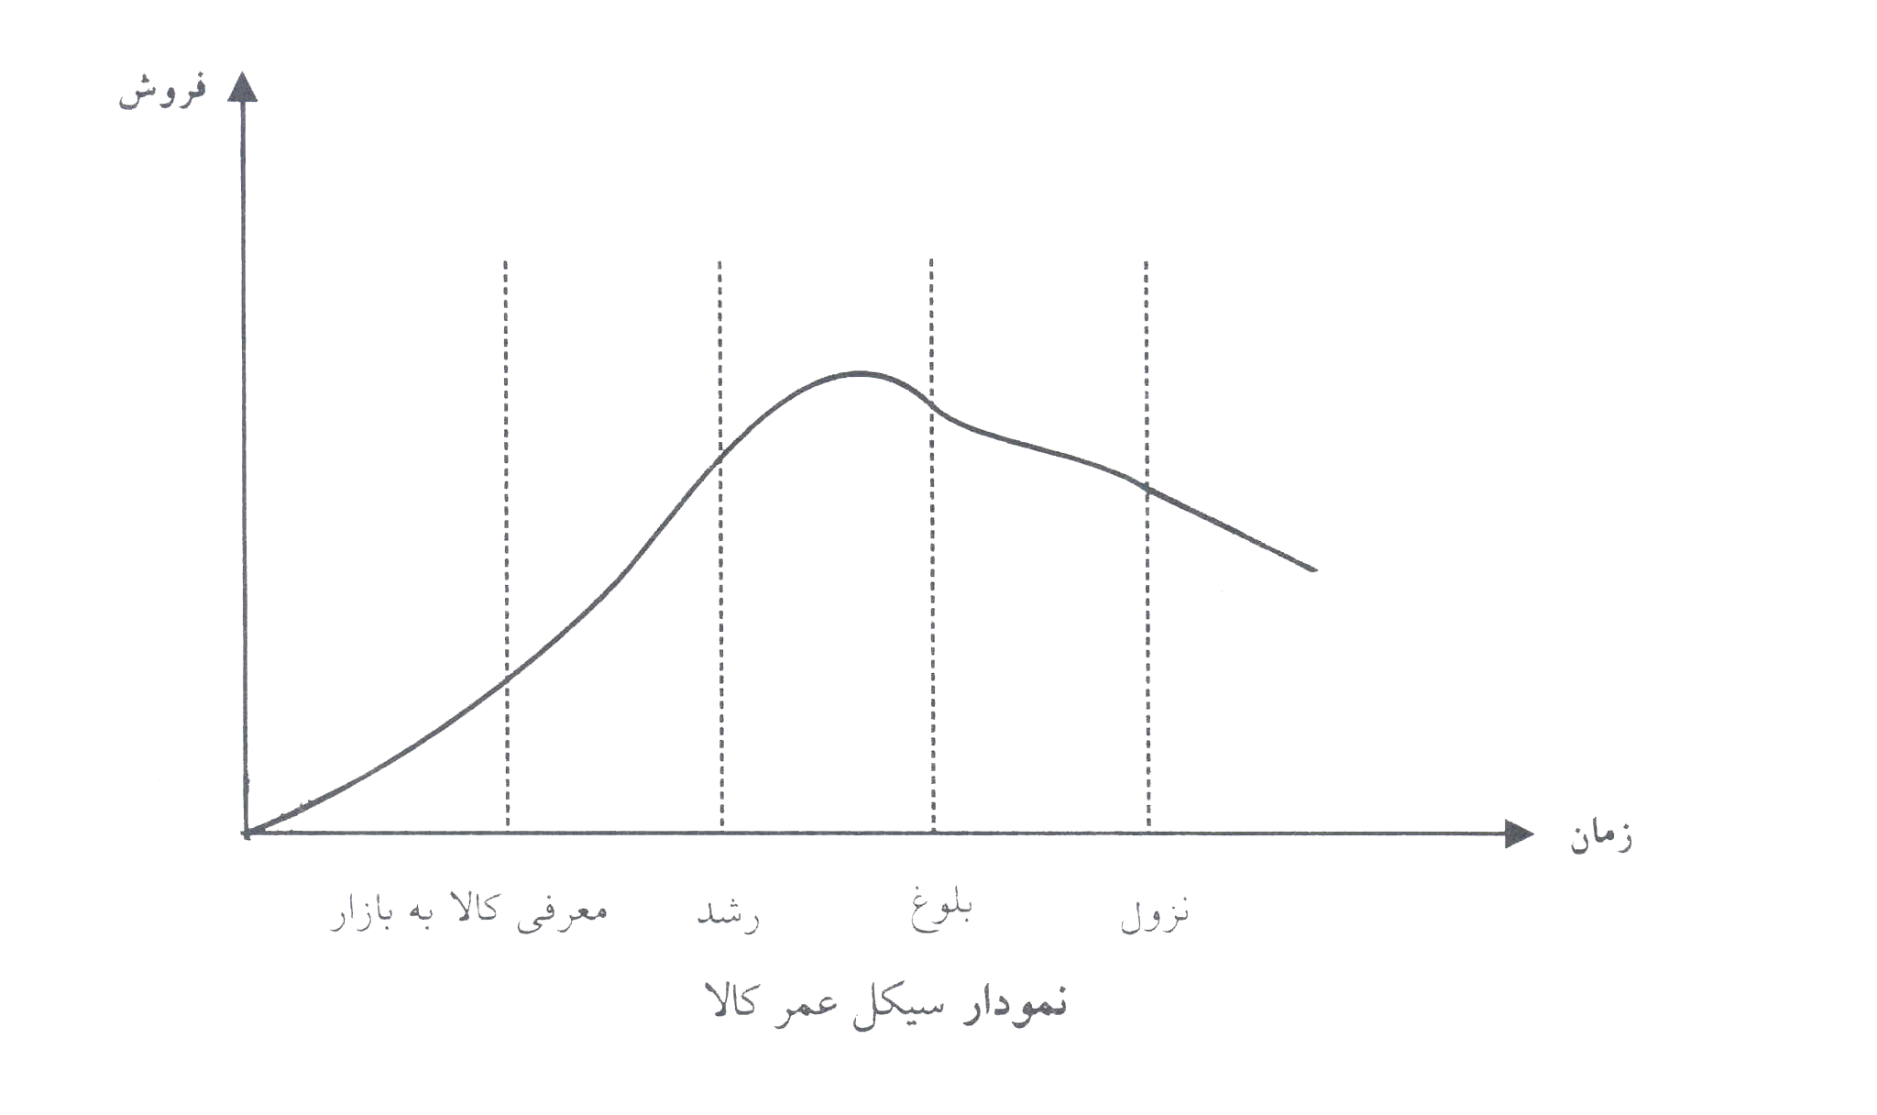 فروش
زمان
معرفی کالا به بازار
رشد
بلوغ
نزول
نمودار سیکل عمر کالا